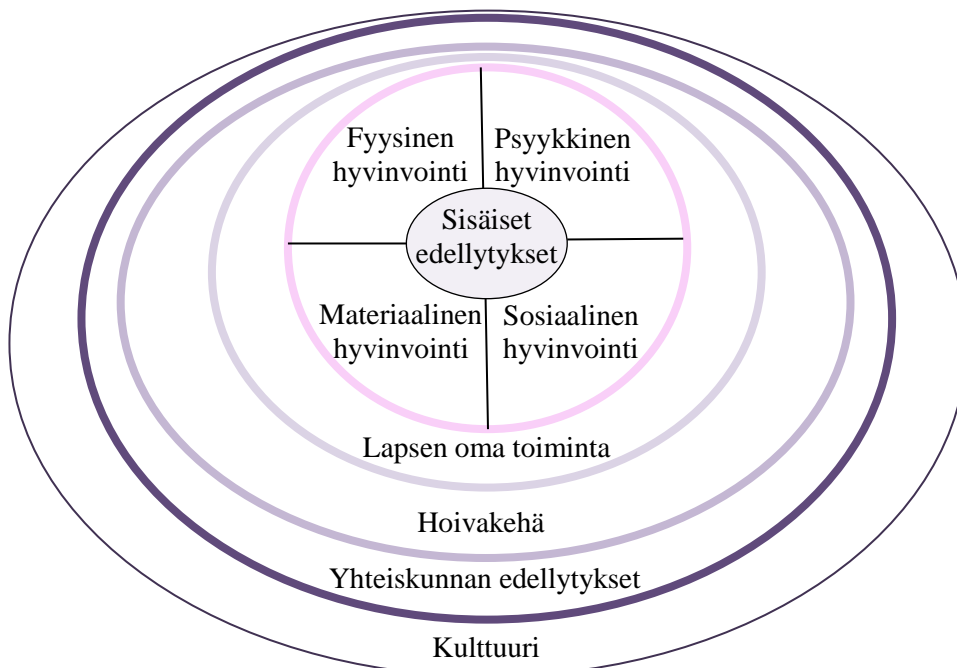 Fyysinen
hyvinvointi
Psyykkinen
hyvinvointi
Sisäiset
edellytykset
Materiaalinen
hyvinvointi
Sosiaalinen
hyvinvointi
Lapsen oma toiminta
Hoivakehä
Yhteiskunnan edellytykset
Kulttuuri